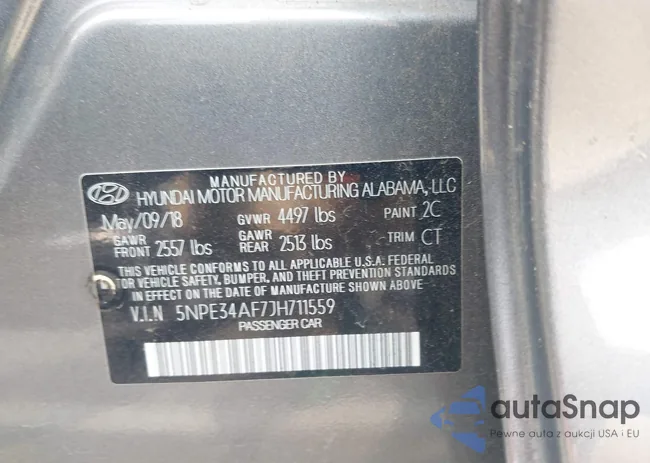 MANUFACTURED BY
HYUNDAI MOTOR MANUFACTURING ALABAMA, LLC
May/09/18 GVWR 4497 lbs PAINT 2C
GAWR FRONT 2557 lbs GAWR REAR 2513 lbs TRIM CT
THIS VEHICLE CONFORMS TO ALL APPLICABLE U.S.A. FEDERAL
MOTOR VEHICLE SAFETY, BUMPER, AND THEFT PREVENTION STANDARDS
IN EFFECT ON THE DATE OF MANUFACTURE SHOWN ABOVE.
V.I.N 5NPE34AF7JH711559
PASSENGER CAR
autaSnap
Pewne auta z aukcji USA i EU